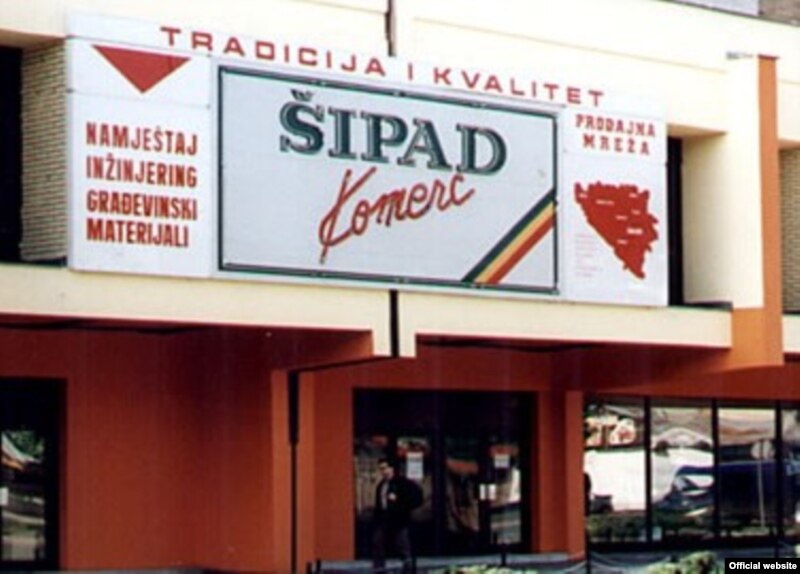 TRADICIJA I KVALITET
NAMJEŠTAJ
INŽINJERING
GRAĐEVINSKI
MATERIJALI
ŠIPAD
Komerc
PRODAJNA
MREŽA
Official website